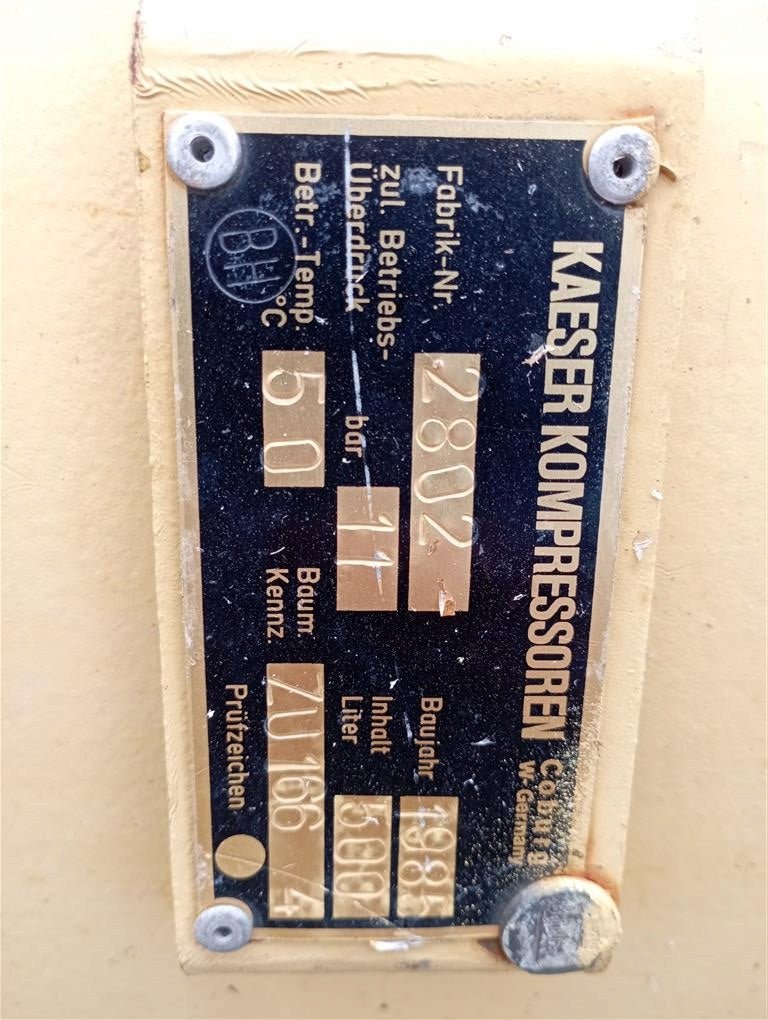 KAESER KOMPRESSOREN Coburg
W-Germany
Fabrik-Nr. 2802 Baujahr 1985
zul. Betriebs-
Überdruck bar 11 Inhalt
Liter 500
Betr.-Temp.
°C 50 Baum.
Kennz. ZU 166 4
BH Prüfzeichen